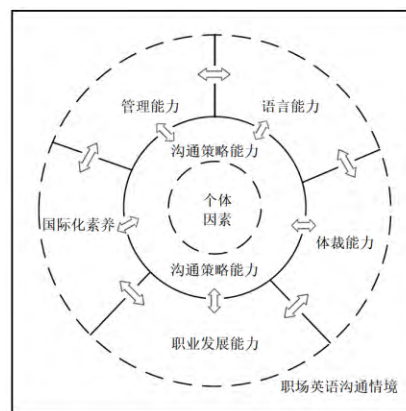 管理能力
语言能力
沟通策略能力
个体
因素
国际化素养
体裁能力
沟通策略能力
职业发展能力
职场英语沟通情境